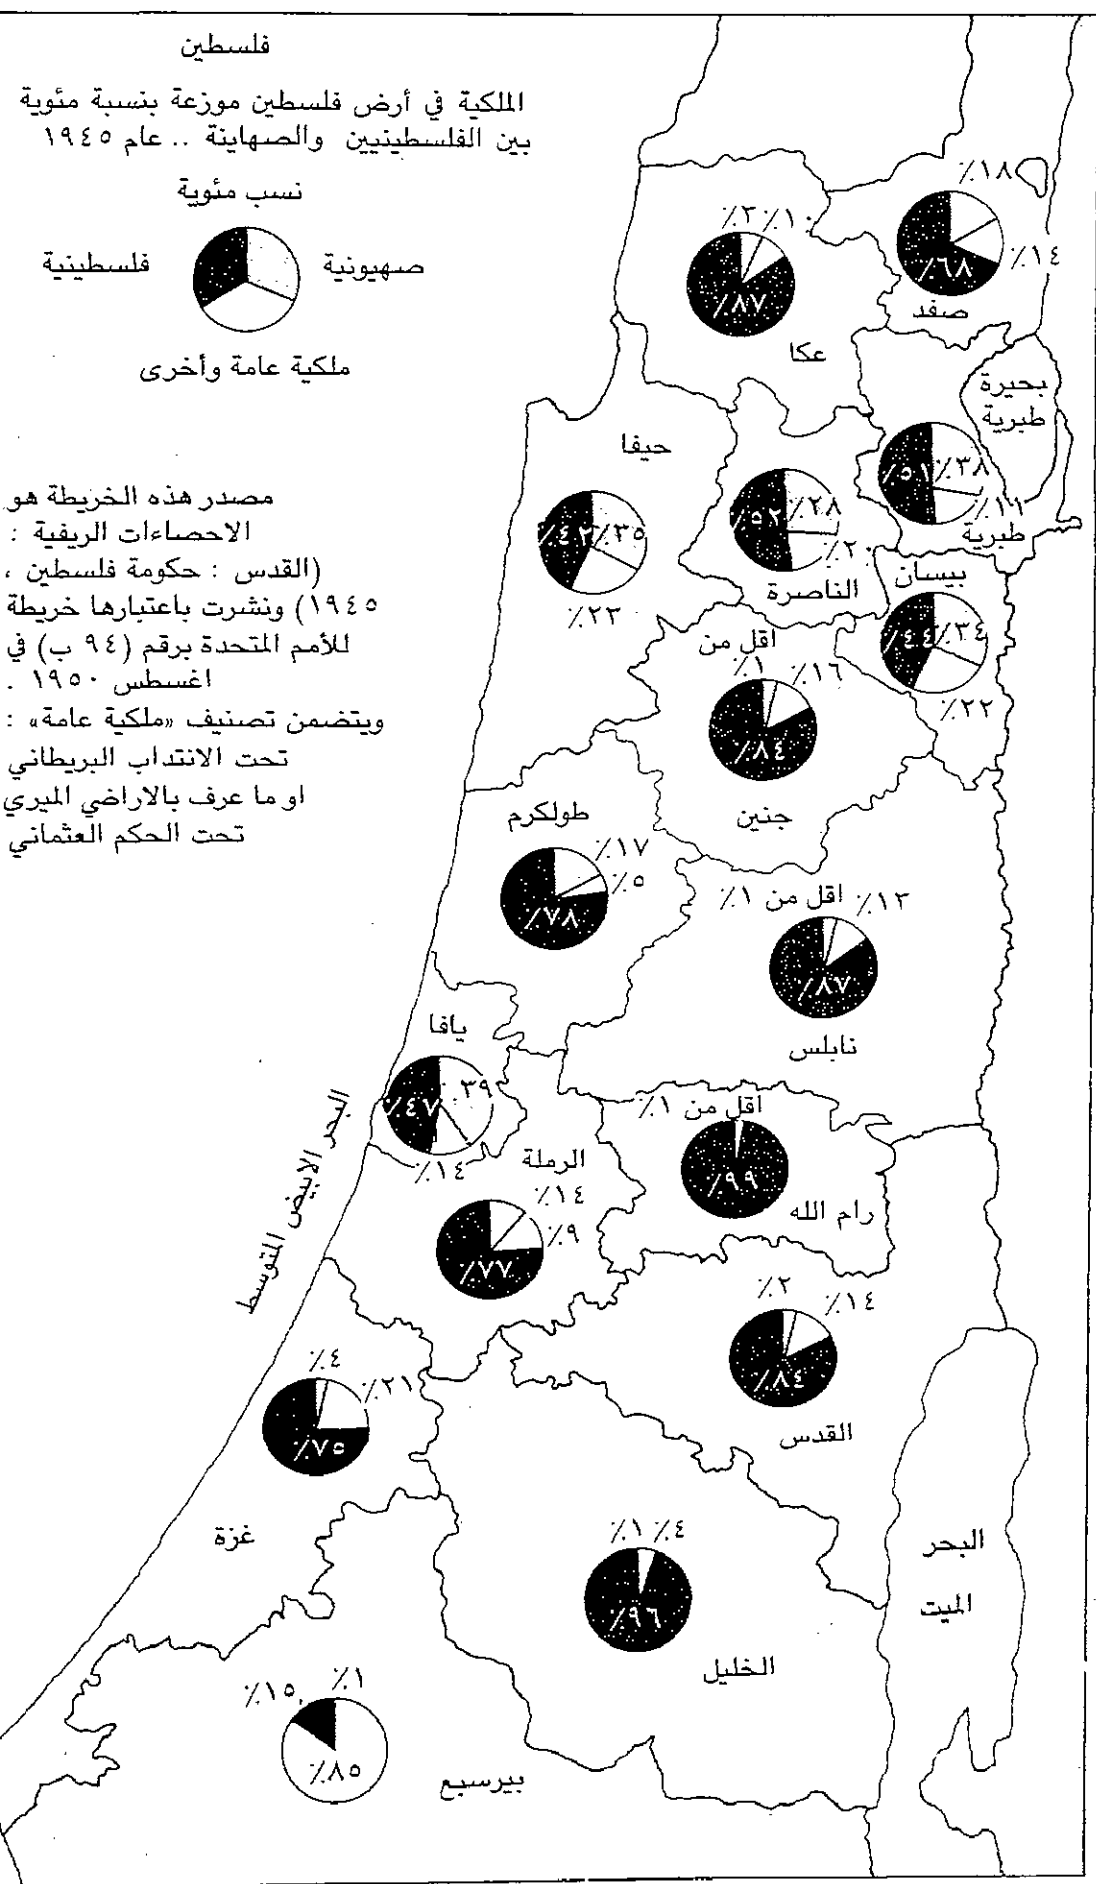 فلسطين
الملكية في أرض فلسطين موزعة بنسبة مئوية
بين الفلسطينيين والصهاينة .. عام ١٩٤٥
نسب مئوية
صهيونية
فلسطينية
ملكية عامة وأخرى
مصدر هذه الخريطة هو
الاحصاءات الريفية :
(القدس : حكومة فلسطين ،
١٩٤٥) ونشرت باعتبارها خريطة
للأمم المتحدة برقم (٩٤ ب) في
اغسطس ١٩٥٠ .
ويتضمن تصنيف «ملكية عامة» :
تحت الانتداب البريطاني
او ما عرف بالاراضي الميري
تحت الحكم العثماني
٪١٨
٪١٤
٪٦٨
صفد
٪٣ ٪١٠
٪٨٧
عكا
بحيرة
طبرية
٪٣٨
٪٥١
٪١١
طبرية
حيفا
٪٣٥
٪٤٢
٪٢٣
٪٢٨
٪٥٢
٪٢٠
الناصرة
بيسان
٪٣٤
٪٤٤
٪٢٢
اقل من
٪١
٪١٦
٪٨٤
جنين
طولكرم
٪١٧
٪٥
٪٧٨
اقل من ٪١
٪١٣
٪٨٧
نابلس
يافا
٪٣٩
٪٤٧
٪١٤
اقل من ٪١
٪٩٩
رام الله
الرملة
٪١٤
٪٩
٪٧٧
البحر الابيض المتوسط
٪٢
٪١٤
٪٨٤
القدس
٪٤
٪٢١
٪٧٥
غزة
٪١ ٪٤
٪٩٦
الخليل
البحر
الميت
٪١
٪١٥
٪٨٥
بيرسبع